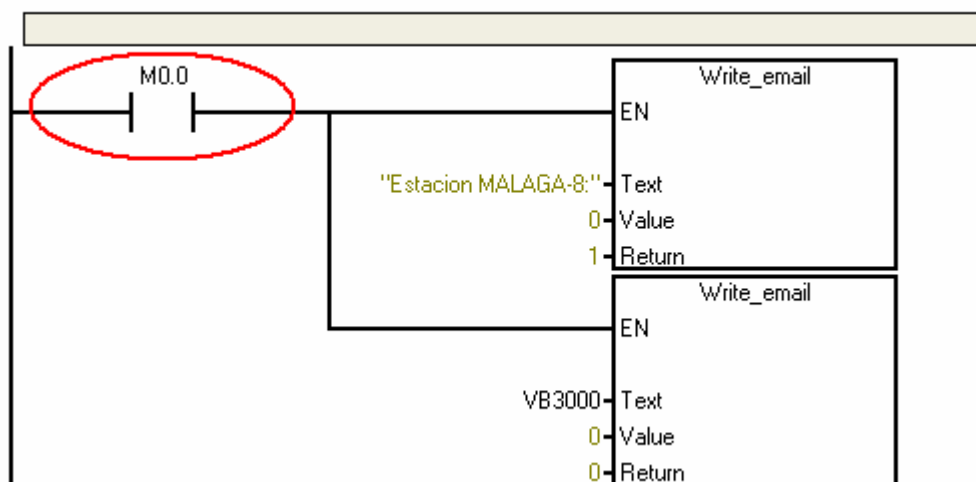 M0.0
Write_email
EN
"Estacion MALAGA-8:" Text
0 Value
1 Return
Write_email
EN
VB3000 Text
0 Value
0 Return